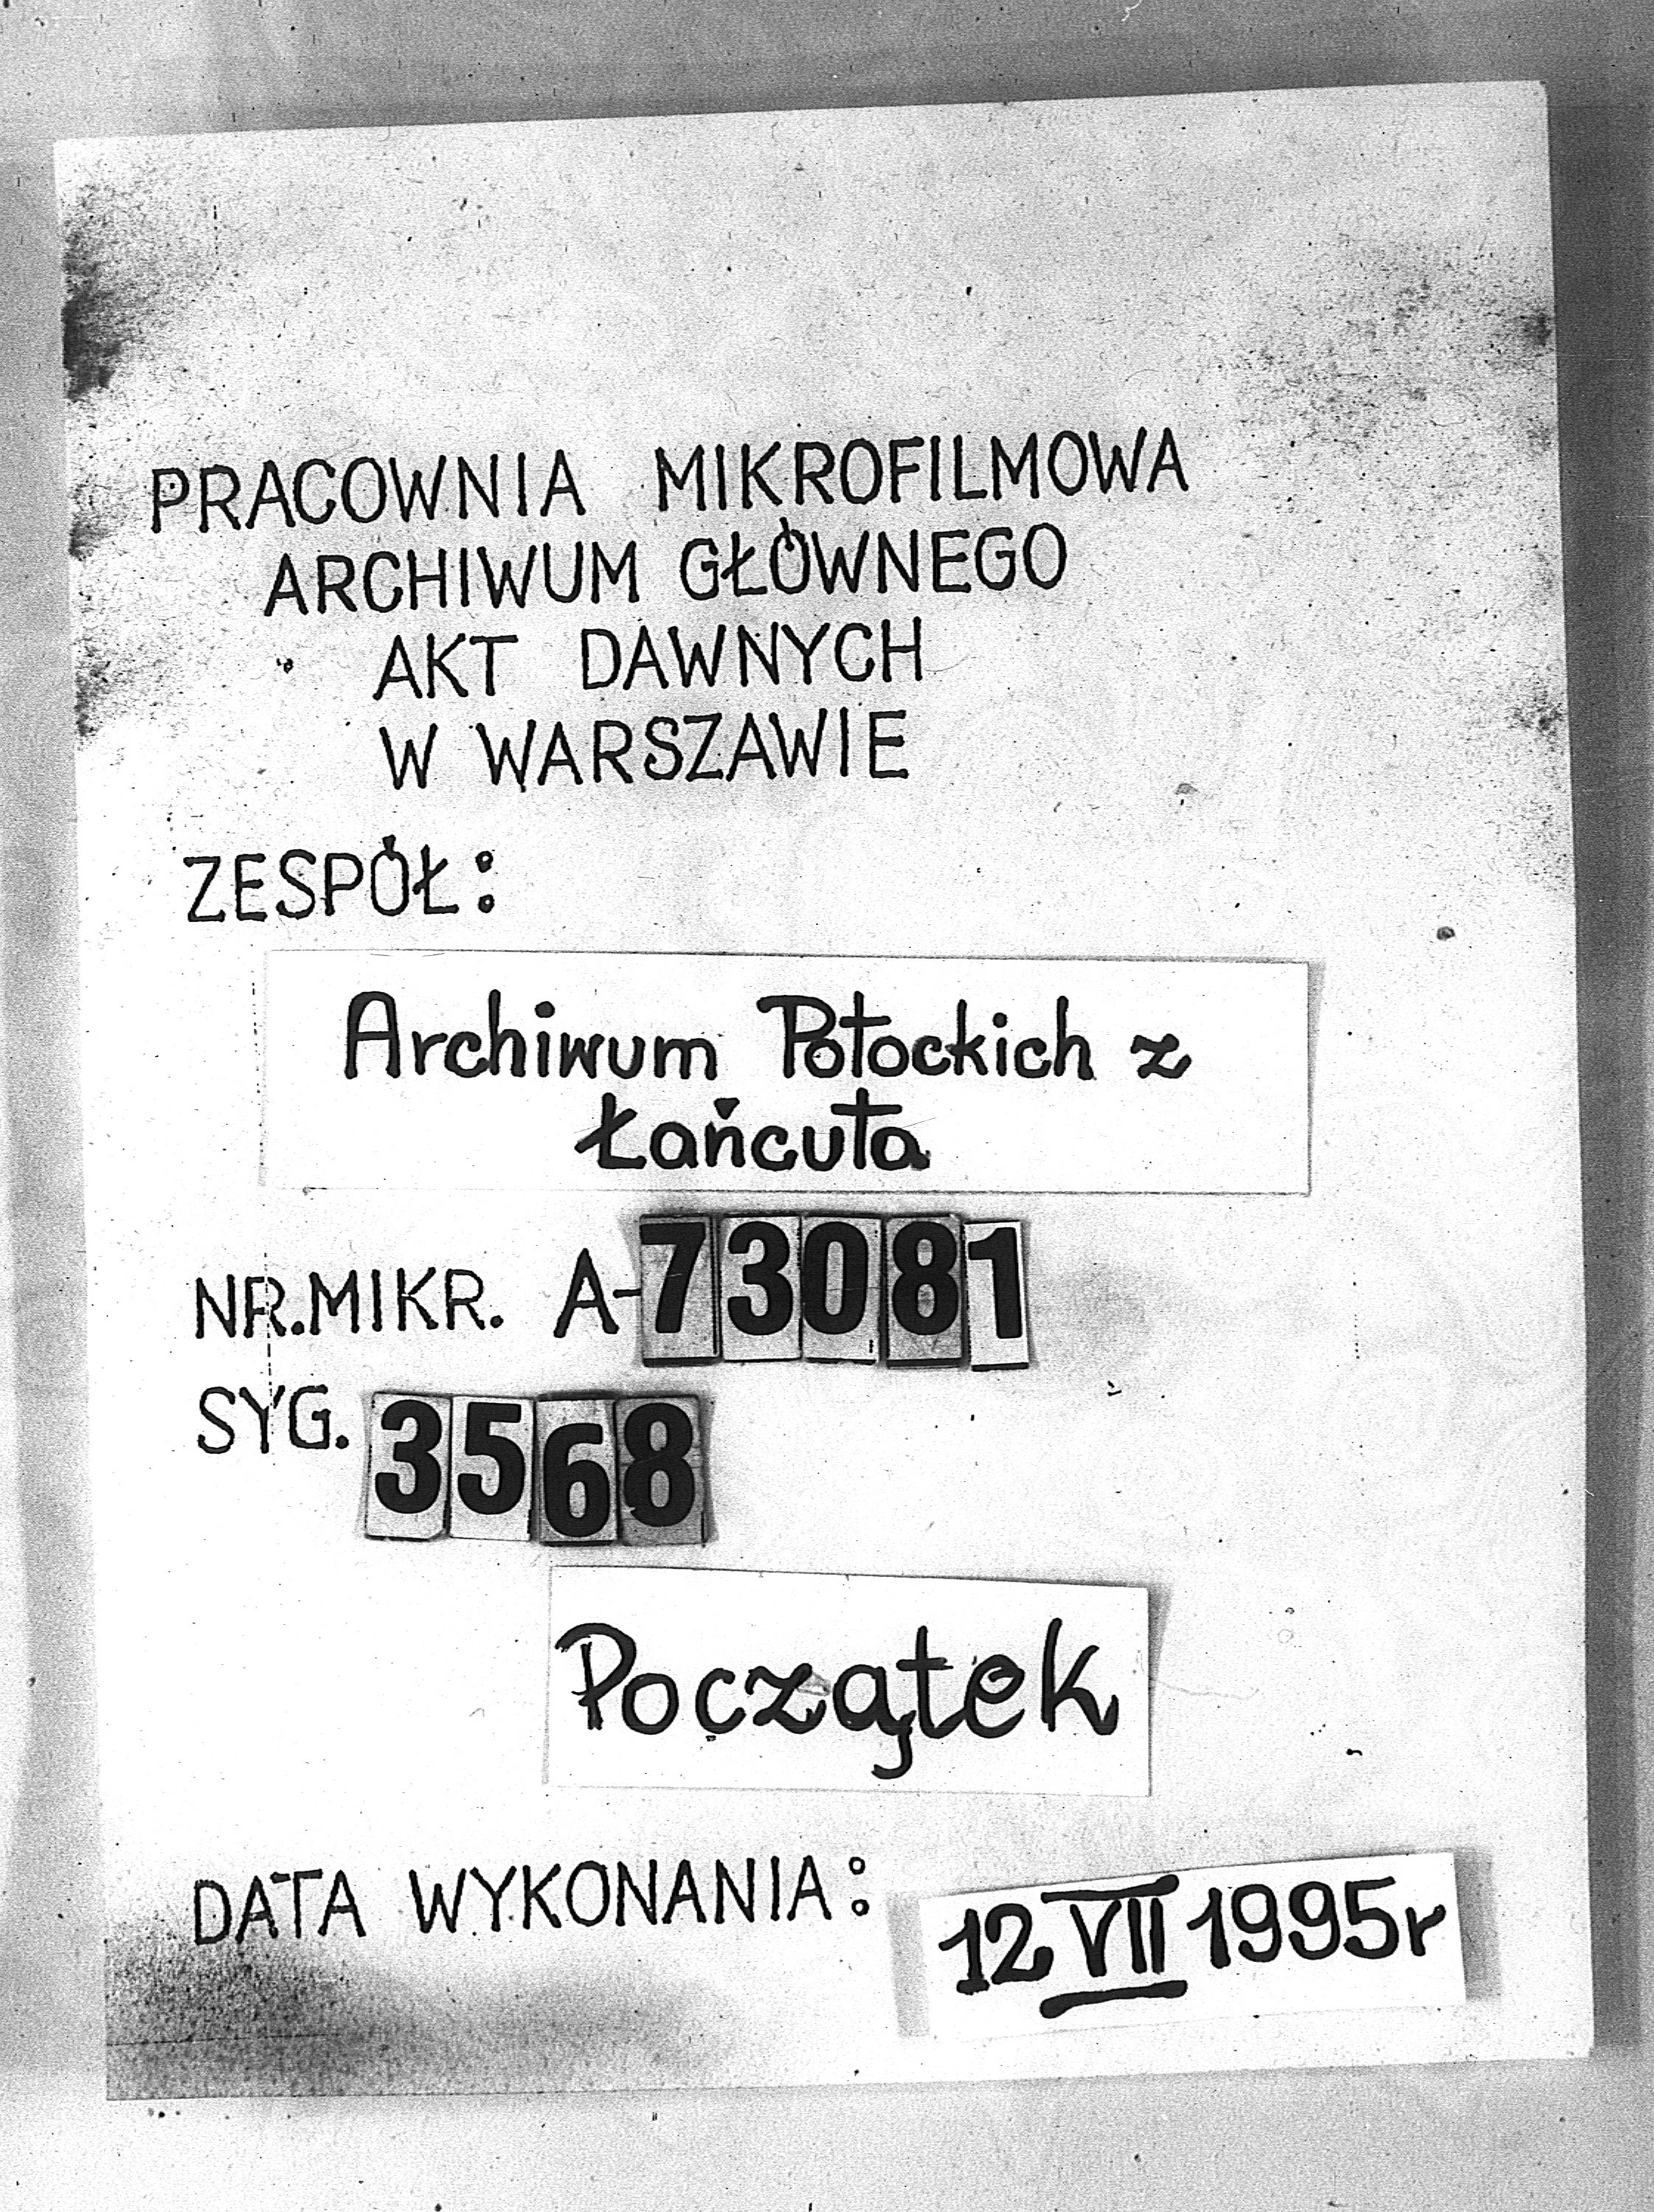 PRACOWNIA MIKROFILMOWA
ARCHIWUM GŁÓWNEGO
AKT DAWNYCH
W WARSZAWIE
ZESPÓŁ:
Archiwum Potockich z
Łańcuta
NR.MIKR. A-73081
SYG. 3568
Początek
DATA WYKONANIA: 12 VII 1995r